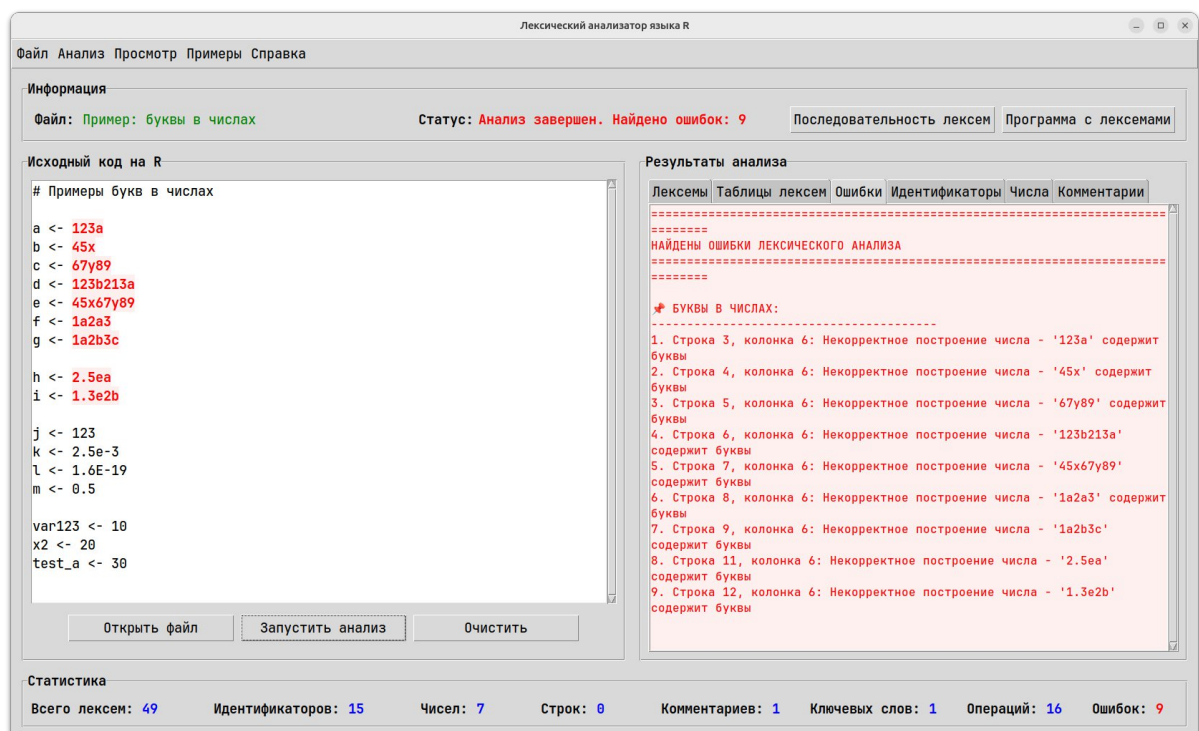 Лексический анализатор языка R
Файл Анализ Просмотр Примеры Справка
Информация
Файл: Пример: буквы в числах
Статус: Анализ завершен. Найдено ошибок: 9
Последовательность лексем
Программа с лексемами
Исходный код на R
# Примеры букв в числах
a <- 123a
b <- 45x
c <- 67y89
d <- 123b213a
e <- 45x67y89
f <- 1a2a3
g <- 1a2b3c
h <- 2.5ea
i <- 1.3e2b
j <- 123
k <- 2.5e-3
l <- 1.6E-19
m <- 0.5
var123 <- 10
x2 <- 20
test_a <- 30
Открыть файл
Запустить анализ
Очистить
Результаты анализа
Лексемы Таблицы лексем Ошибки Идентификаторы Числа Комментарии
========================================================================
========
НАЙДЕНЫ ОШИБКИ ЛЕКСИЧЕСКОГО АНАЛИЗА
========================================================================
========
📌 БУКВЫ В ЧИСЛАХ:
----------------------------------------
1. Строка 3, колонка 6: Некорректное построение числа - '123a' содержит
буквы
2. Строка 4, колонка 6: Некорректное построение числа - '45x' содержит
буквы
3. Строка 5, колонка 6: Некорректное построение числа - '67y89' содержит
буквы
4. Строка 6, колонка 6: Некорректное построение числа - '123b213a'
содержит буквы
5. Строка 7, колонка 6: Некорректное построение числа - '45x67y89'
содержит буквы
6. Строка 8, колонка 6: Некорректное построение числа - '1a2a3' содержит
буквы
7. Строка 9, колонка 6: Некорректное построение числа - '1a2b3c'
содержит буквы
8. Строка 11, колонка 6: Некорректное построение числа - '2.5ea'
содержит буквы
9. Строка 12, колонка 6: Некорректное построение числа - '1.3e2b'
содержит буквы
Статистика
Всего лексем: 49 Идентификаторов: 15 Чисел: 7 Строк: 0 Комментариев: 1 Ключевых слов: 1 Операций: 16 Ошибок: 9